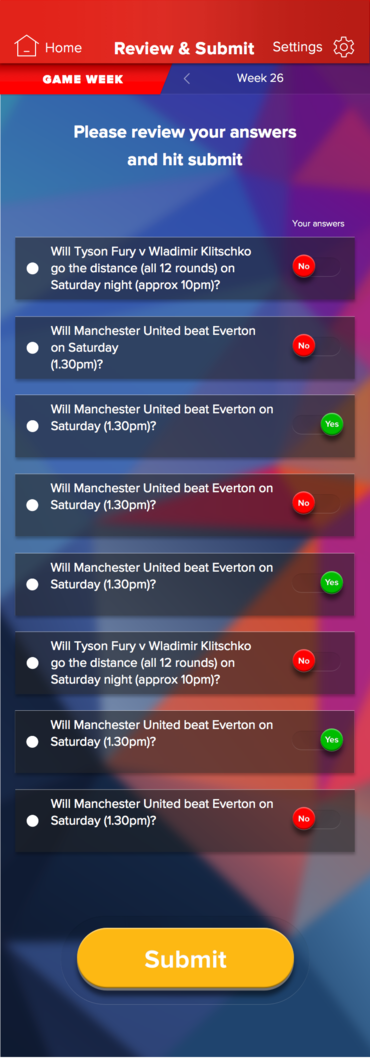 Home
Review & Submit
Settings
GAME WEEK
Week 26
Please review your answers
and hit submit
Your answers
Will Tyson Fury v Wladimir Klitschko
go the distance (all 12 rounds) on
Saturday night (approx 10pm)?
No
Will Manchester United beat Everton
on Saturday
(1.30pm)?
No
Will Manchester United beat Everton on
Saturday (1.30pm)?
Yes
Will Manchester United beat Everton on
Saturday (1.30pm)?
No
Will Manchester United beat Everton on
Saturday (1.30pm)?
Yes
Will Tyson Fury v Wladimir Klitschko
go the distance (all 12 rounds) on
Saturday night (approx 10pm)?
No
Will Manchester United beat Everton on
Saturday (1.30pm)?
Yes
Will Manchester United beat Everton on
Saturday (1.30pm)?
No
Submit